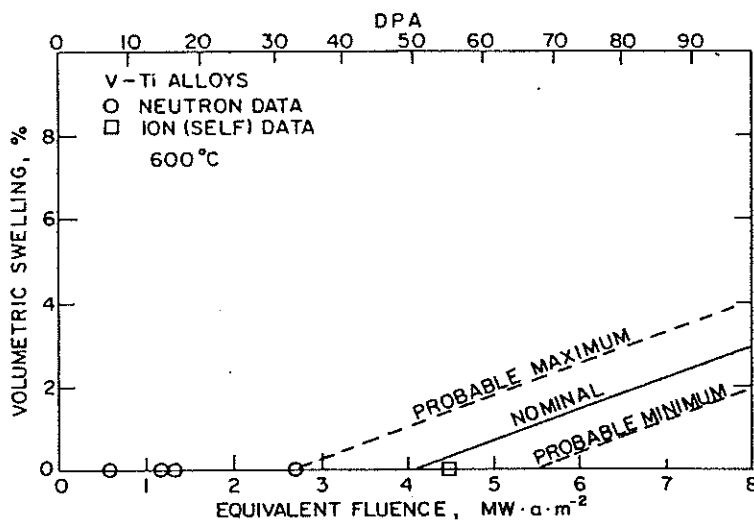 DPA
0 10 20 30 40 50 60 70 80 90
V-Ti ALLOYS
NEUTRON DATA
ION (SELF) DATA
600°C
8
6
4
2
0
VOLUMETRIC SWELLING, %
PROBABLE MAXIMUM
NOMINAL
PROBABLE MINIMUM
0 1 2 3 4 5 6 7 8
EQUIVALENT FLUENCE, MW·a·m⁻²